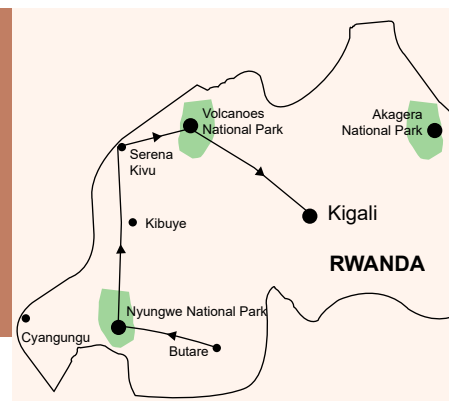 Volcanoes
National Park
Akagera
National Park
Serena
Kivu
Kigali
Kibuye
RWANDA
Nyungwe National Park
Cyangungu
Butare